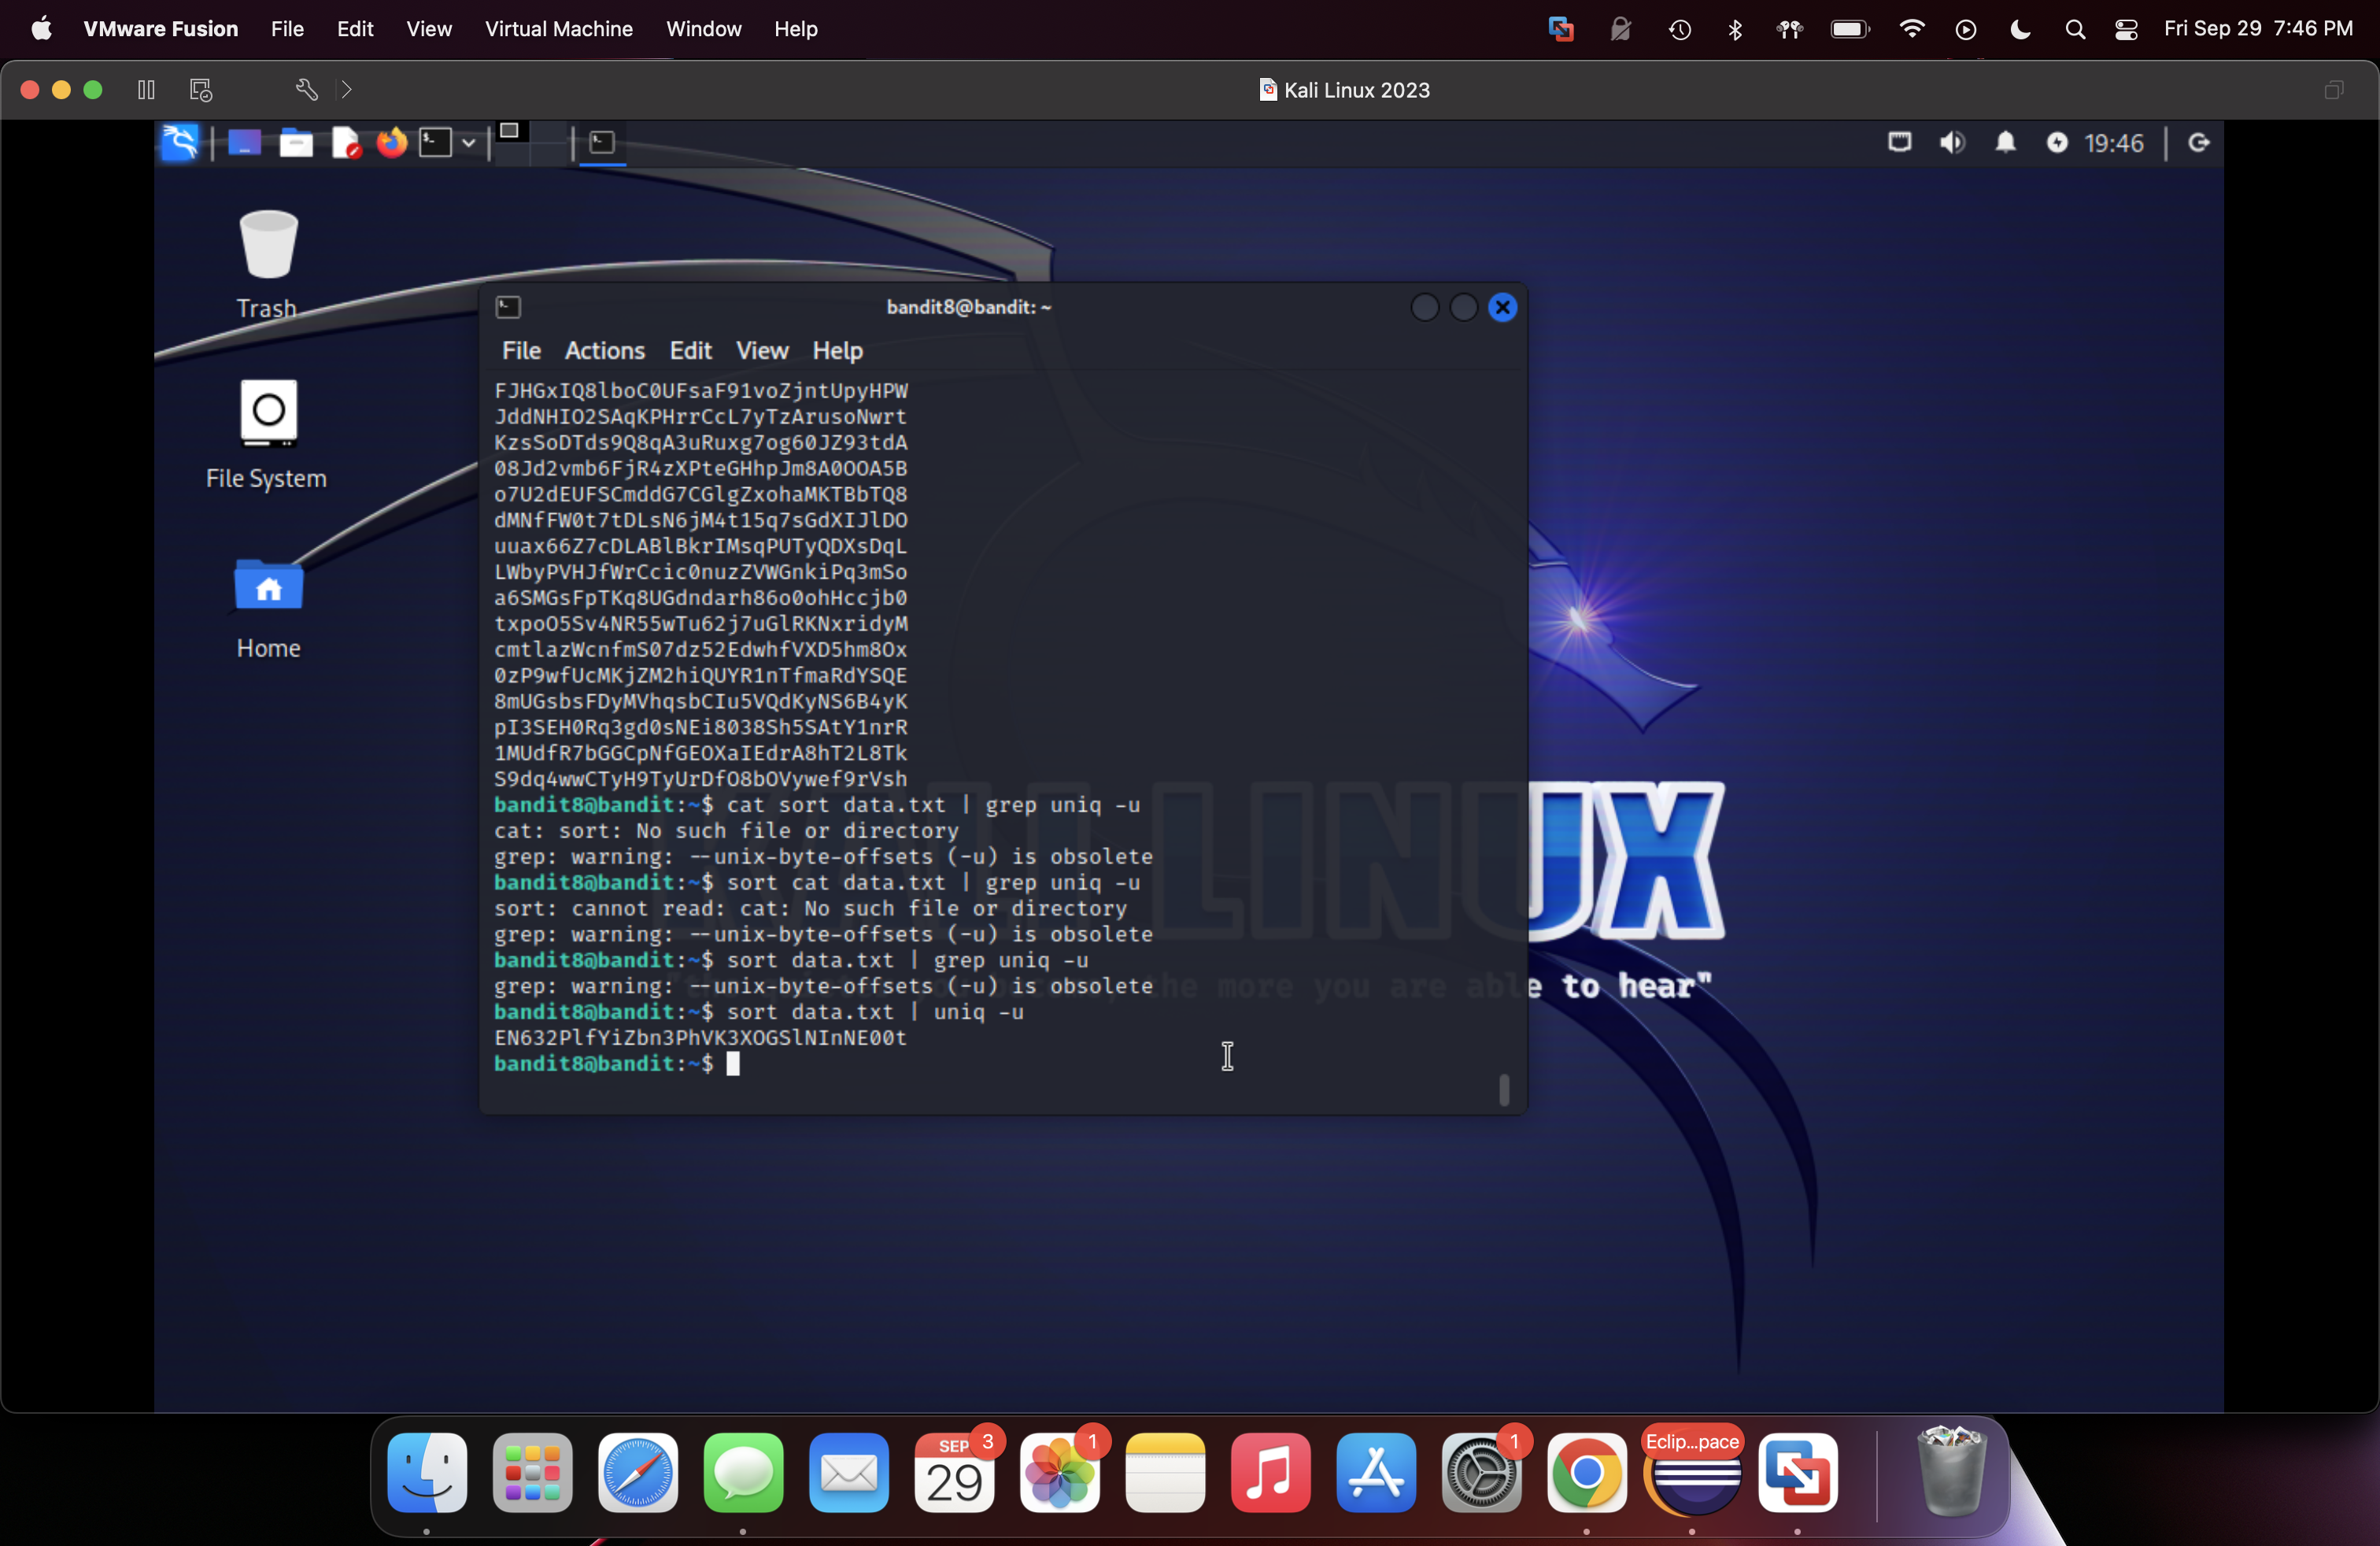 VMware Fusion File Edit View Virtual Machine Window Help Fri Sep 29 7:46 PM
Kali Linux 2023
19:46
Trash
File System
Home
bandit8@bandit: ~
File Actions Edit View Help
FJHGxIQ8lboC0UFsaF91voZjntUpyHPW
JddNHIO2SAqKPHrrCcL7yTzArusoNwrt
KzsSoDTds9Q8qA3uRuxg7og60JZ93tdA
08Jd2vmb6FjR4zXPteGHhpJm8A0OOA5B
o7U2dEUFSCmddG7CGlgZxohaMKTBbTQ8
dMNfFW0t7tDLsN6jM4t15q7sGdXIJlDO
uuax66Z7cDLABlBkrIMsqPUTyQDXsDqL
LWbyPVHJfWrCcic0nuzZVWGnkiPq3mSo
a6SMGsFpTKq8UGdndarh86o0ohHccjb0
txpoO5Sv4NR55wTu62j7uGlRKNxridyM
cmtlazWcnfmS07dz52EdwhfVXD5hm8Ox
0zP9wfUcMKjZM2hiQUYR1nTfmaRdYSQE
8mUGsbsFDyMVhqsbCIu5VQdKyNS6B4yK
pI3SEH0Rq3gd0sNEi8038Sh5SAtY1nrR
1MUdfR7bGGCpNfGEOXaIEdrA8hT2L8Tk
S9dq4wwCTyH9TyUrDfO8bOVywef9rVsh
bandit8@bandit:~$ cat sort data.txt | grep uniq -u
cat: sort: No such file or directory
grep: warning: --unix-byte-offsets (-u) is obsolete
bandit8@bandit:~$ sort cat data.txt | grep uniq -u
sort: cannot read: cat: No such file or directory
grep: warning: --unix-byte-offsets (-u) is obsolete
bandit8@bandit:~$ sort data.txt | grep uniq -u
grep: warning: --unix-byte-offsets (-u) is obsolete
bandit8@bandit:~$ sort data.txt | uniq -u
EN632PlfYiZbn3PhVK3XOGSlNInNE00t
bandit8@bandit:~$
LINUX
the more you are able to hear"
SEP
29
3
1
1
Eclip...pace